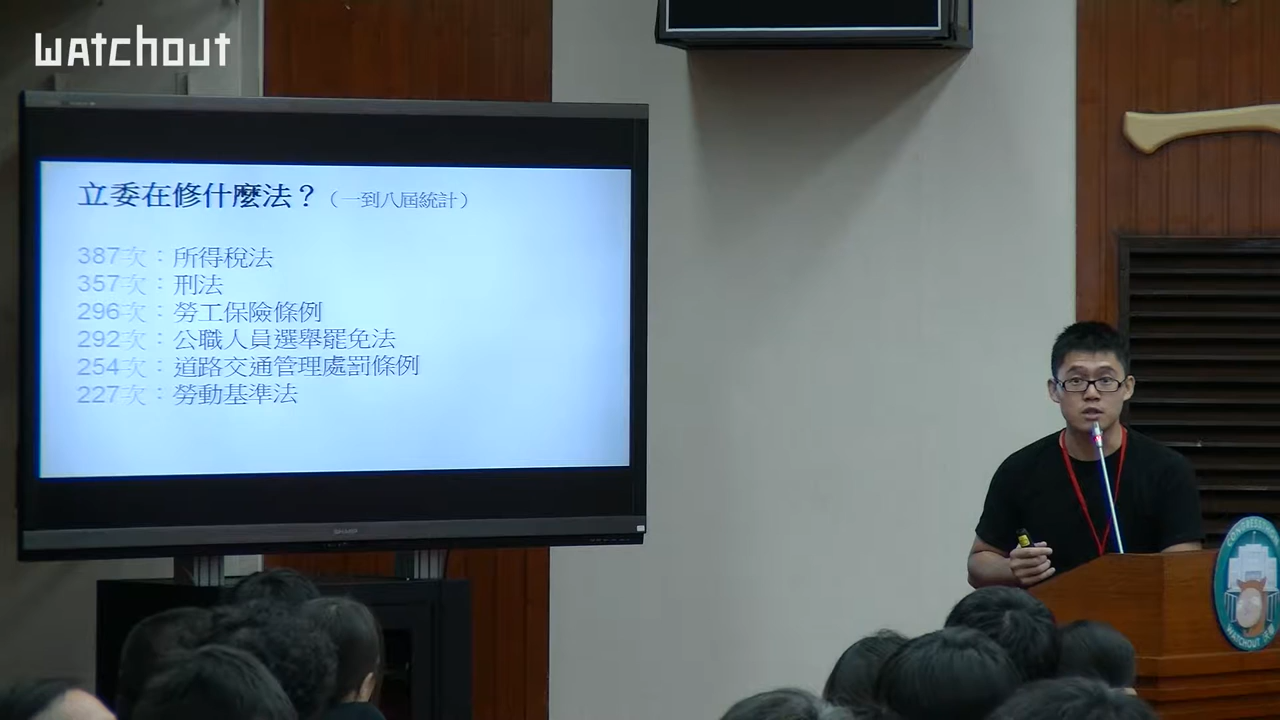 WATCHOUT
立委在修什麼法？（一到八屆統計）
387次：所得稅法
357次：刑法
296次：勞工保險條例
292次：公職人員選舉罷免法
254次：道路交通管理處罰條例
227次：勞動基準法
SHARP
WATCHOUT